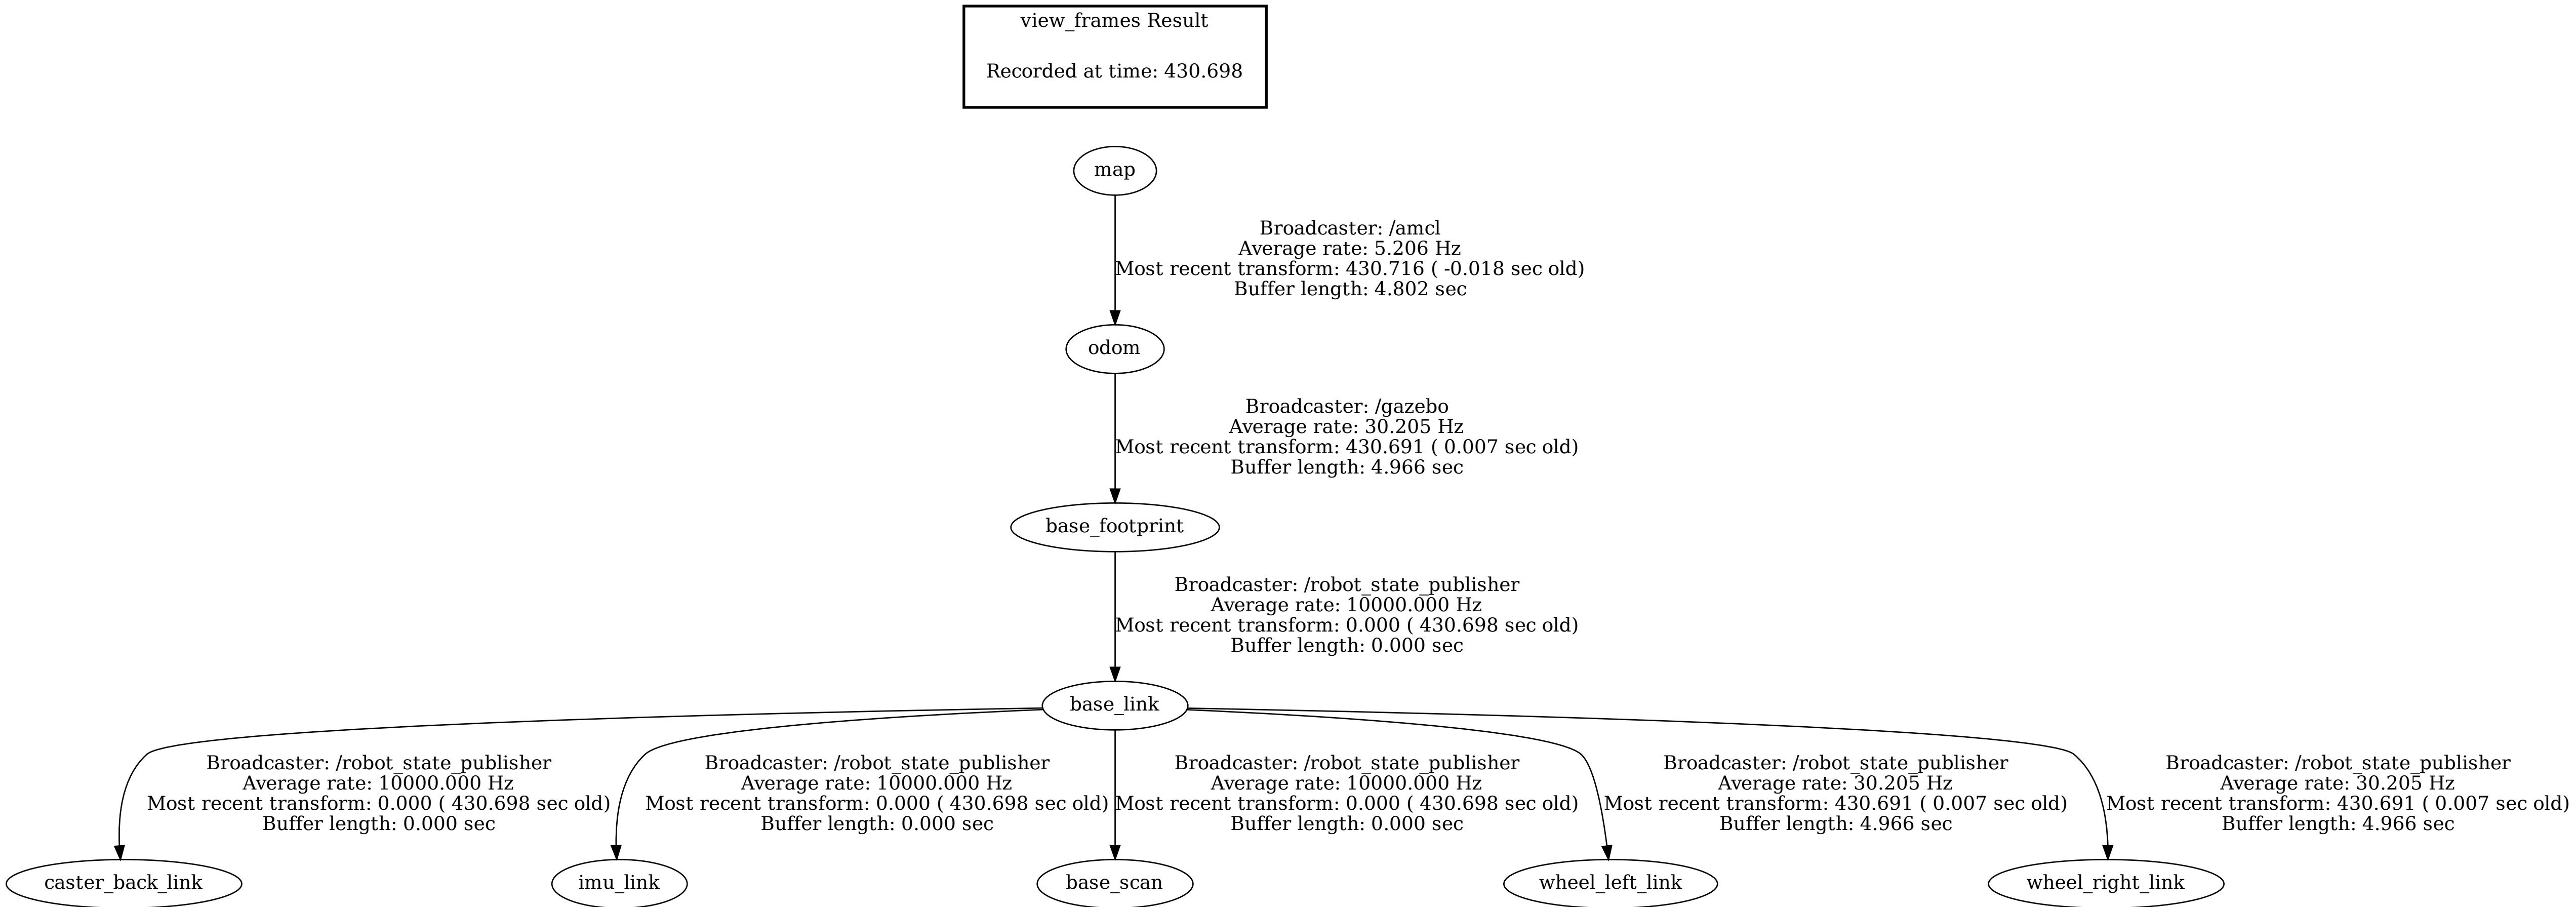 view_frames Result
Recorded at time: 430.698
map
Broadcaster: /amcl
Average rate: 5.206 Hz
Most recent transform: 430.716 ( -0.018 sec old)
Buffer length: 4.802 sec
odom
Broadcaster: /gazebo
Average rate: 30.205 Hz
Most recent transform: 430.691 ( 0.007 sec old)
Buffer length: 4.966 sec
base_footprint
Broadcaster: /robot_state_publisher
Average rate: 10000.000 Hz
Most recent transform: 0.000 ( 430.698 sec old)
Buffer length: 0.000 sec
base_link
Broadcaster: /robot_state_publisher
Average rate: 10000.000 Hz
Most recent transform: 0.000 ( 430.698 sec old)
Buffer length: 0.000 sec
Broadcaster: /robot_state_publisher
Average rate: 10000.000 Hz
Most recent transform: 0.000 ( 430.698 sec old)
Buffer length: 0.000 sec
Broadcaster: /robot_state_publisher
Average rate: 10000.000 Hz
Most recent transform: 0.000 ( 430.698 sec old)
Buffer length: 0.000 sec
Broadcaster: /robot_state_publisher
Average rate: 30.205 Hz
Most recent transform: 430.691 ( 0.007 sec old)
Buffer length: 4.966 sec
Broadcaster: /robot_state_publisher
Average rate: 30.205 Hz
Most recent transform: 430.691 ( 0.007 sec old)
Buffer length: 4.966 sec
caster_back_link
imu_link
base_scan
wheel_left_link
wheel_right_link